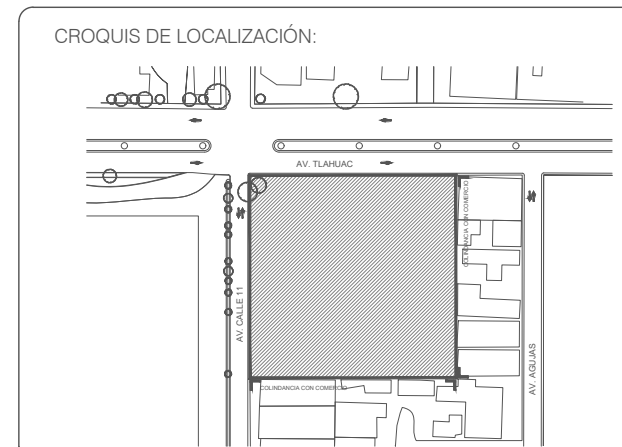 CROQUIS DE LOCALIZACIÓN:
AV. TLAHUAC
COLINDANCIA CON COMERCIO
AV. CALLE 11
AV. AGUJAS
COLINDANCIA CON COMERCIO